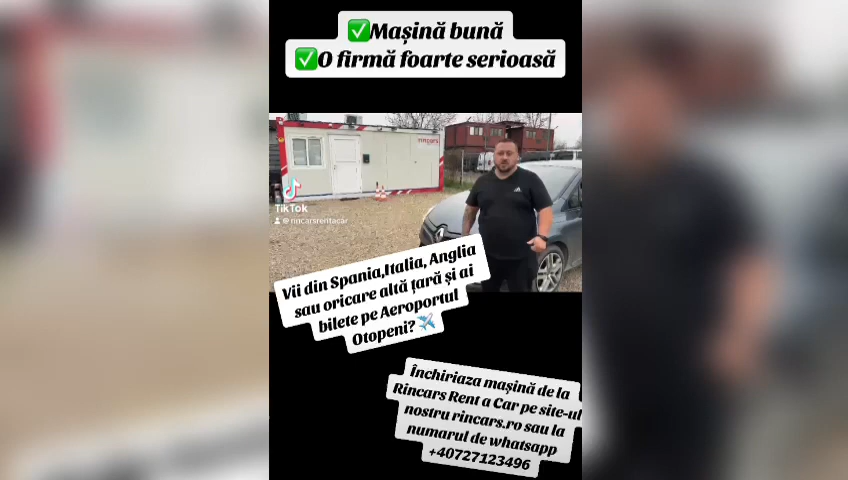 ✅Mașină bună
✅O firmă foarte serioasă
rincars
TikTok
@rincarsrentacar
Vii din Spania,Italia, Anglia
sau oricare altă țară și ai
bilete pe Aeroportul
Otopeni? ✈️
Închiriaza mașină de la
Rincars Rent a Car pe site-ul
nostru rincars.ro sau la
numarul de whatsapp
+40727123496